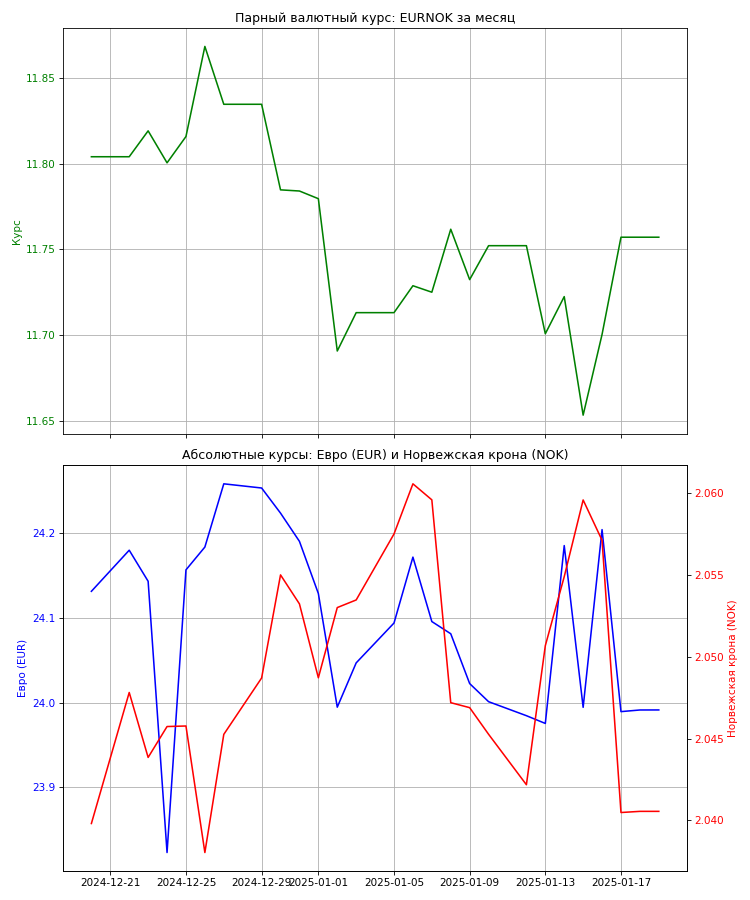 Парный валютный курс: EURNOK за месяц
11.85
11.80
11.75
11.70
11.65
Курс
Абсолютные курсы: Евро (EUR) и Норвежская крона (NOK)
24.2
24.1
24.0
23.9
Евро (EUR)
2.060
2.055
2.050
2.045
2.040
Норвежская крона (NOK)
2024-12-21 2024-12-25 2024-12-29 2025-01-01 2025-01-05 2025-01-09 2025-01-13 2025-01-17